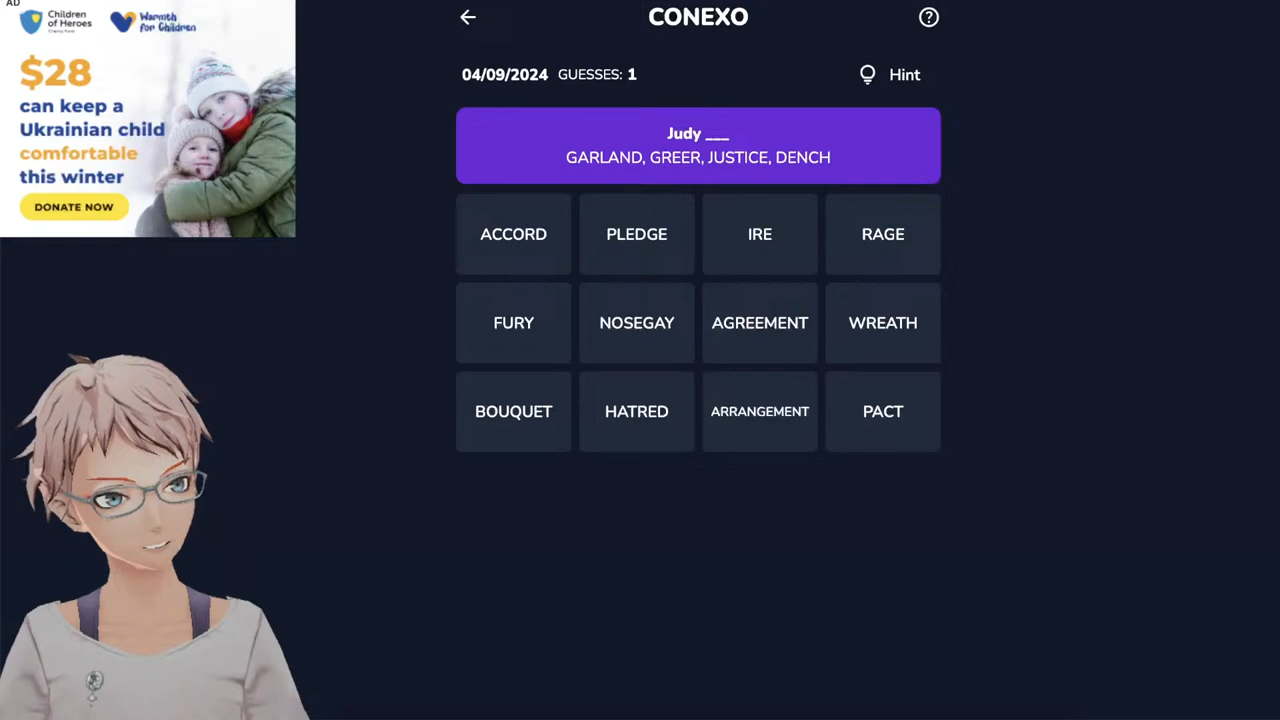 AD
Children of Heroes
Charity Fund
Warmth for Children
$28
can keep a
Ukrainian child
comfortable
this winter
DONATE NOW
CONEXO
04/09/2024 GUESSES: 1
Hint
Judy ___
GARLAND, GREER, JUSTICE, DENCH
ACCORD PLEDGE IRE RAGE
FURY NOSEGAY AGREEMENT WREATH
BOUQUET HATRED ARRANGEMENT PACT